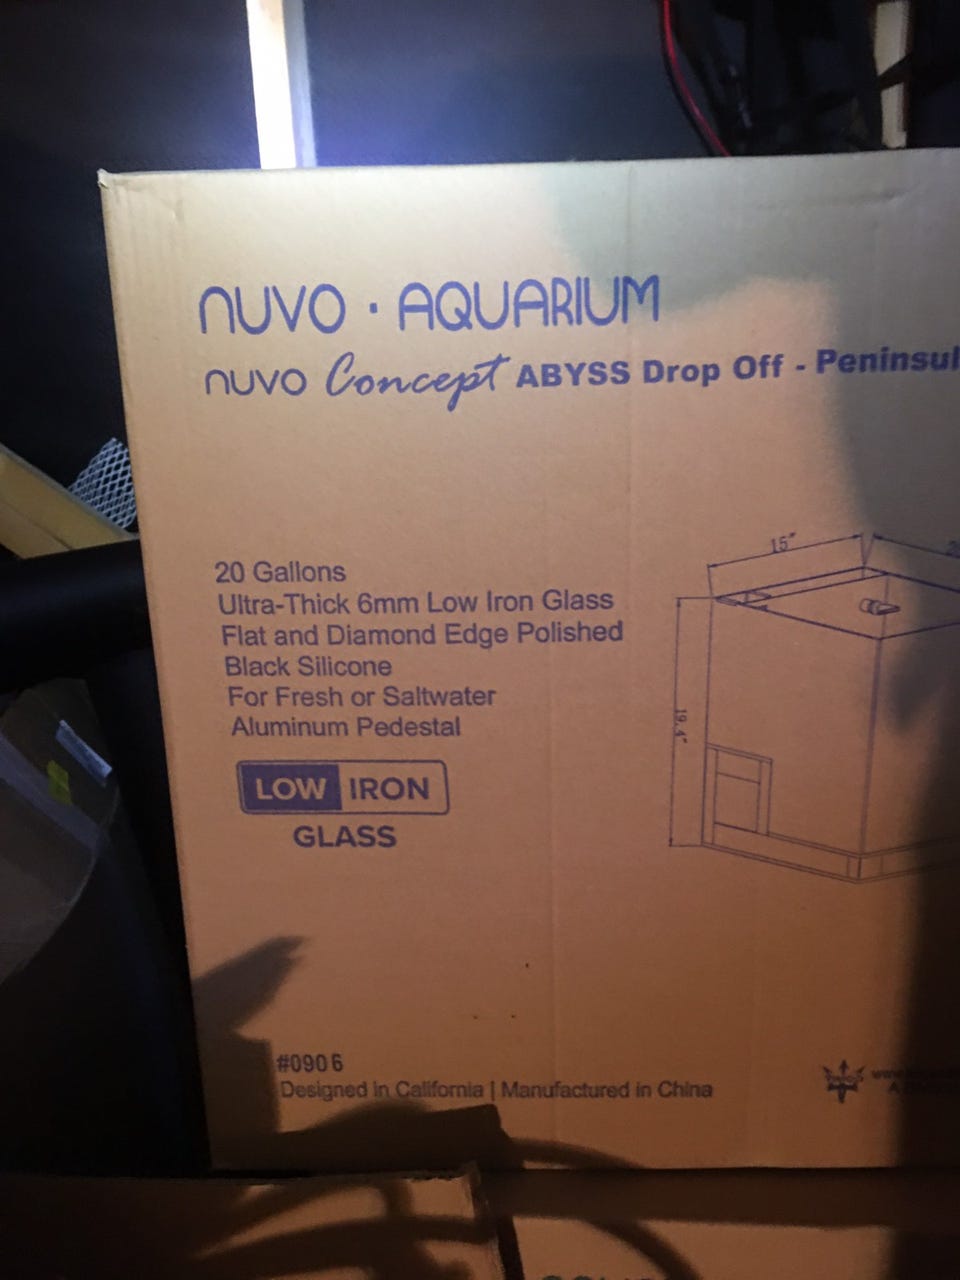 nuvo · AQUARIUM
nuvo Concept ABYSS Drop Off - Peninsul
20 Gallons
Ultra-Thick 6mm Low Iron Glass
Flat and Diamond Edge Polished
Black Silicone
For Fresh or Saltwater
Aluminum Pedestal
LOW IRON
GLASS
15"
19.4"
#0906
Designed in California | Manufactured in China